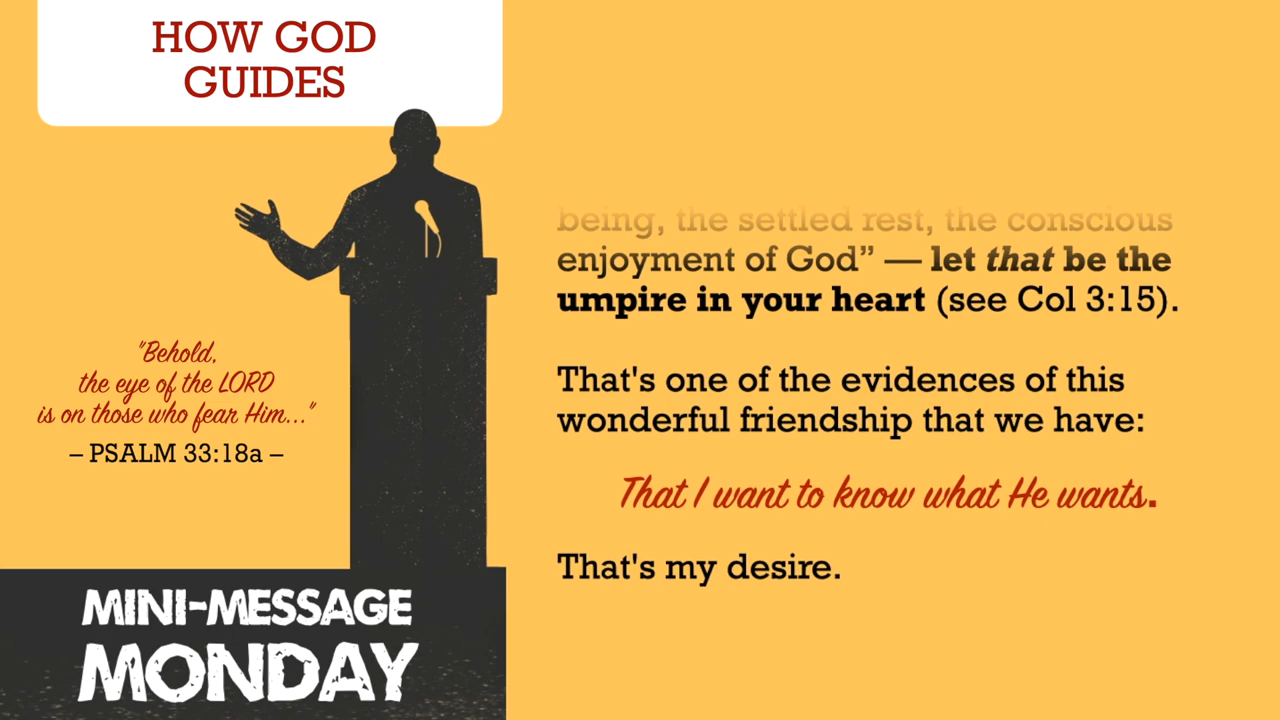 HOW GOD
GUIDES
"Behold,
the eye of the LORD
is on those who fear Him..."
– PSALM 33:18a –
MINI-MESSAGE
MONDAY
being, the settled rest, the conscious
enjoyment of God” — let that be the
umpire in your heart (see Col 3:15).
That's one of the evidences of this
wonderful friendship that we have:
That I want to know what He wants.
That's my desire.